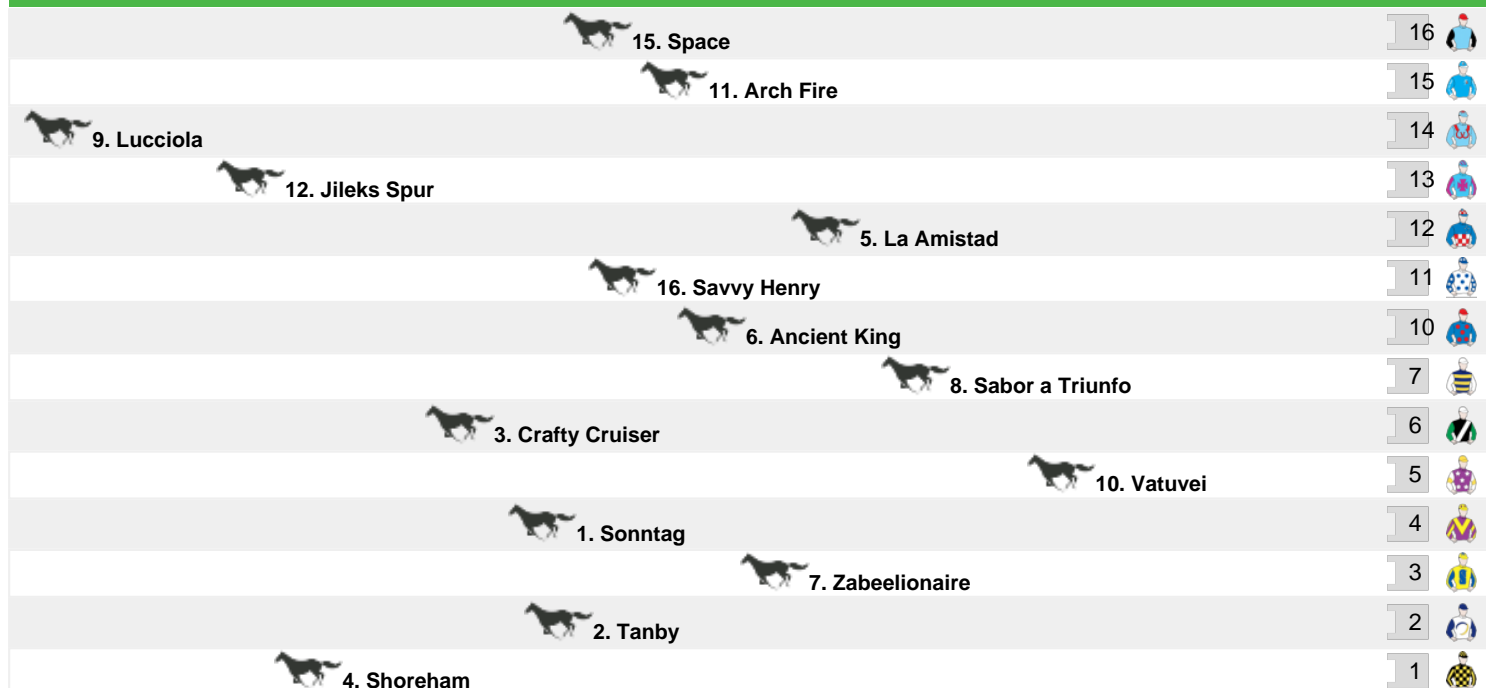 15. Space 16
11. Arch Fire 15
9. Lucciola 14
12. Jileks Spur 13
5. La Amistad 12
16. Savvy Henry 11
6. Ancient King 10
8. Sabor a Triunfo 7
3. Crafty Cruiser 6
10. Vatuvei 5
1. Sonntag 4
7. Zabeelionaire 3
2. Tanby 2
4. Shoreham 1